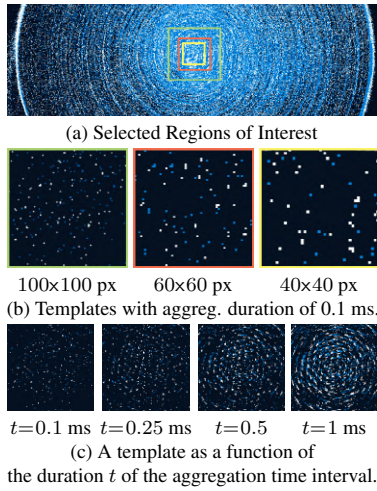 (a) Selected Regions of Interest
100×100 px 60×60 px 40×40 px
(b) Templates with aggreg. duration of 0.1 ms.
t=0.1 ms t=0.25 ms t=0.5 t=1 ms
(c) A template as a function of
the duration t of the aggregation time interval.